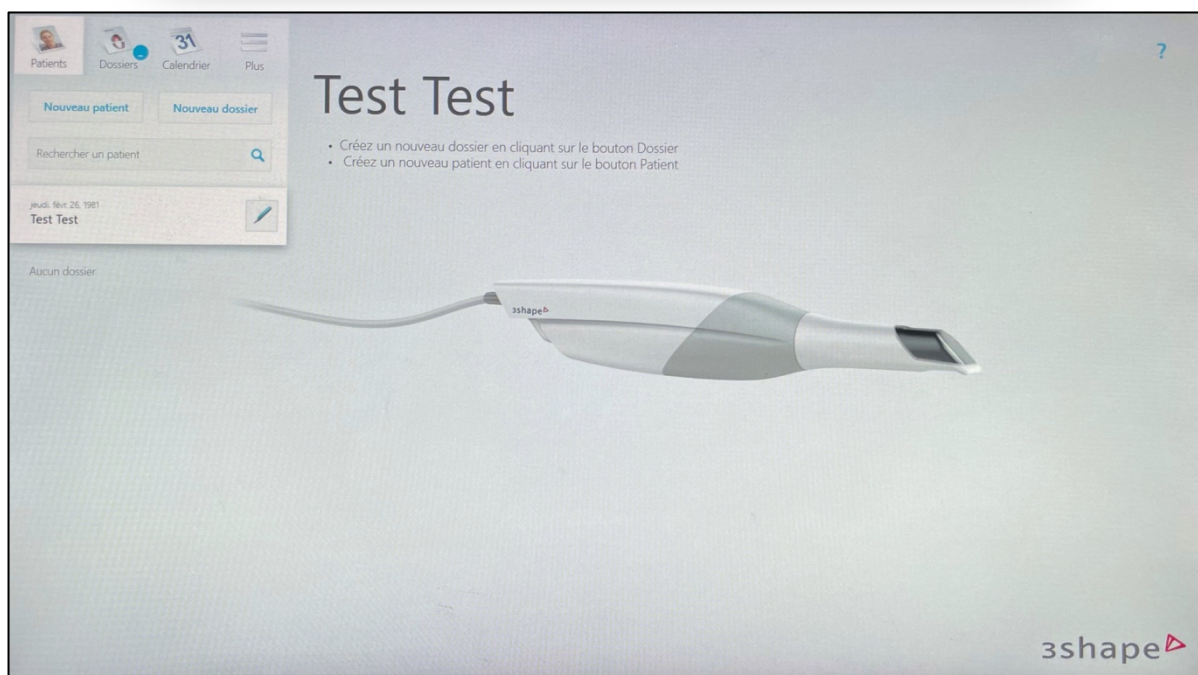 Patients
Dossiers
31
Calendrier
Plus
Nouveau patient
Nouveau dossier
Rechercher un patient
jeudi, févr. 26, 1981
Test Test
Aucun dossier
Test Test
• Créez un nouveau dossier en cliquant sur le bouton Dossier
• Créez un nouveau patient en cliquant sur le bouton Patient
?
3shape
3shape